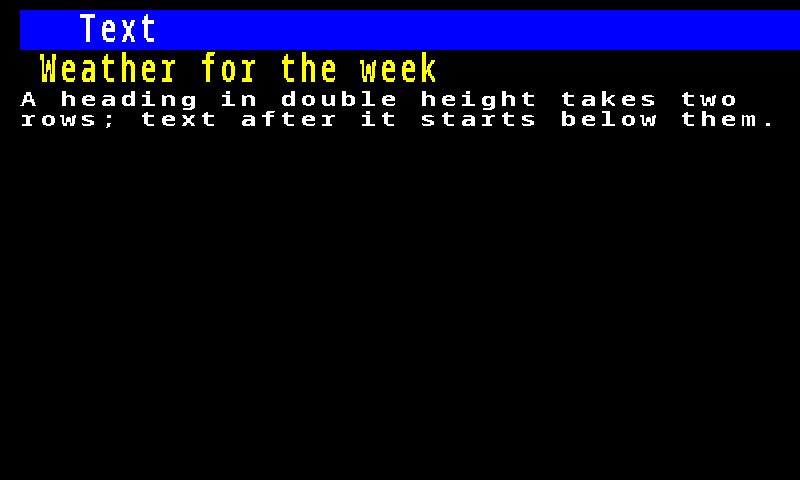 Text
Weather for the week
A heading in double height takes two
rows; text after it starts below them.